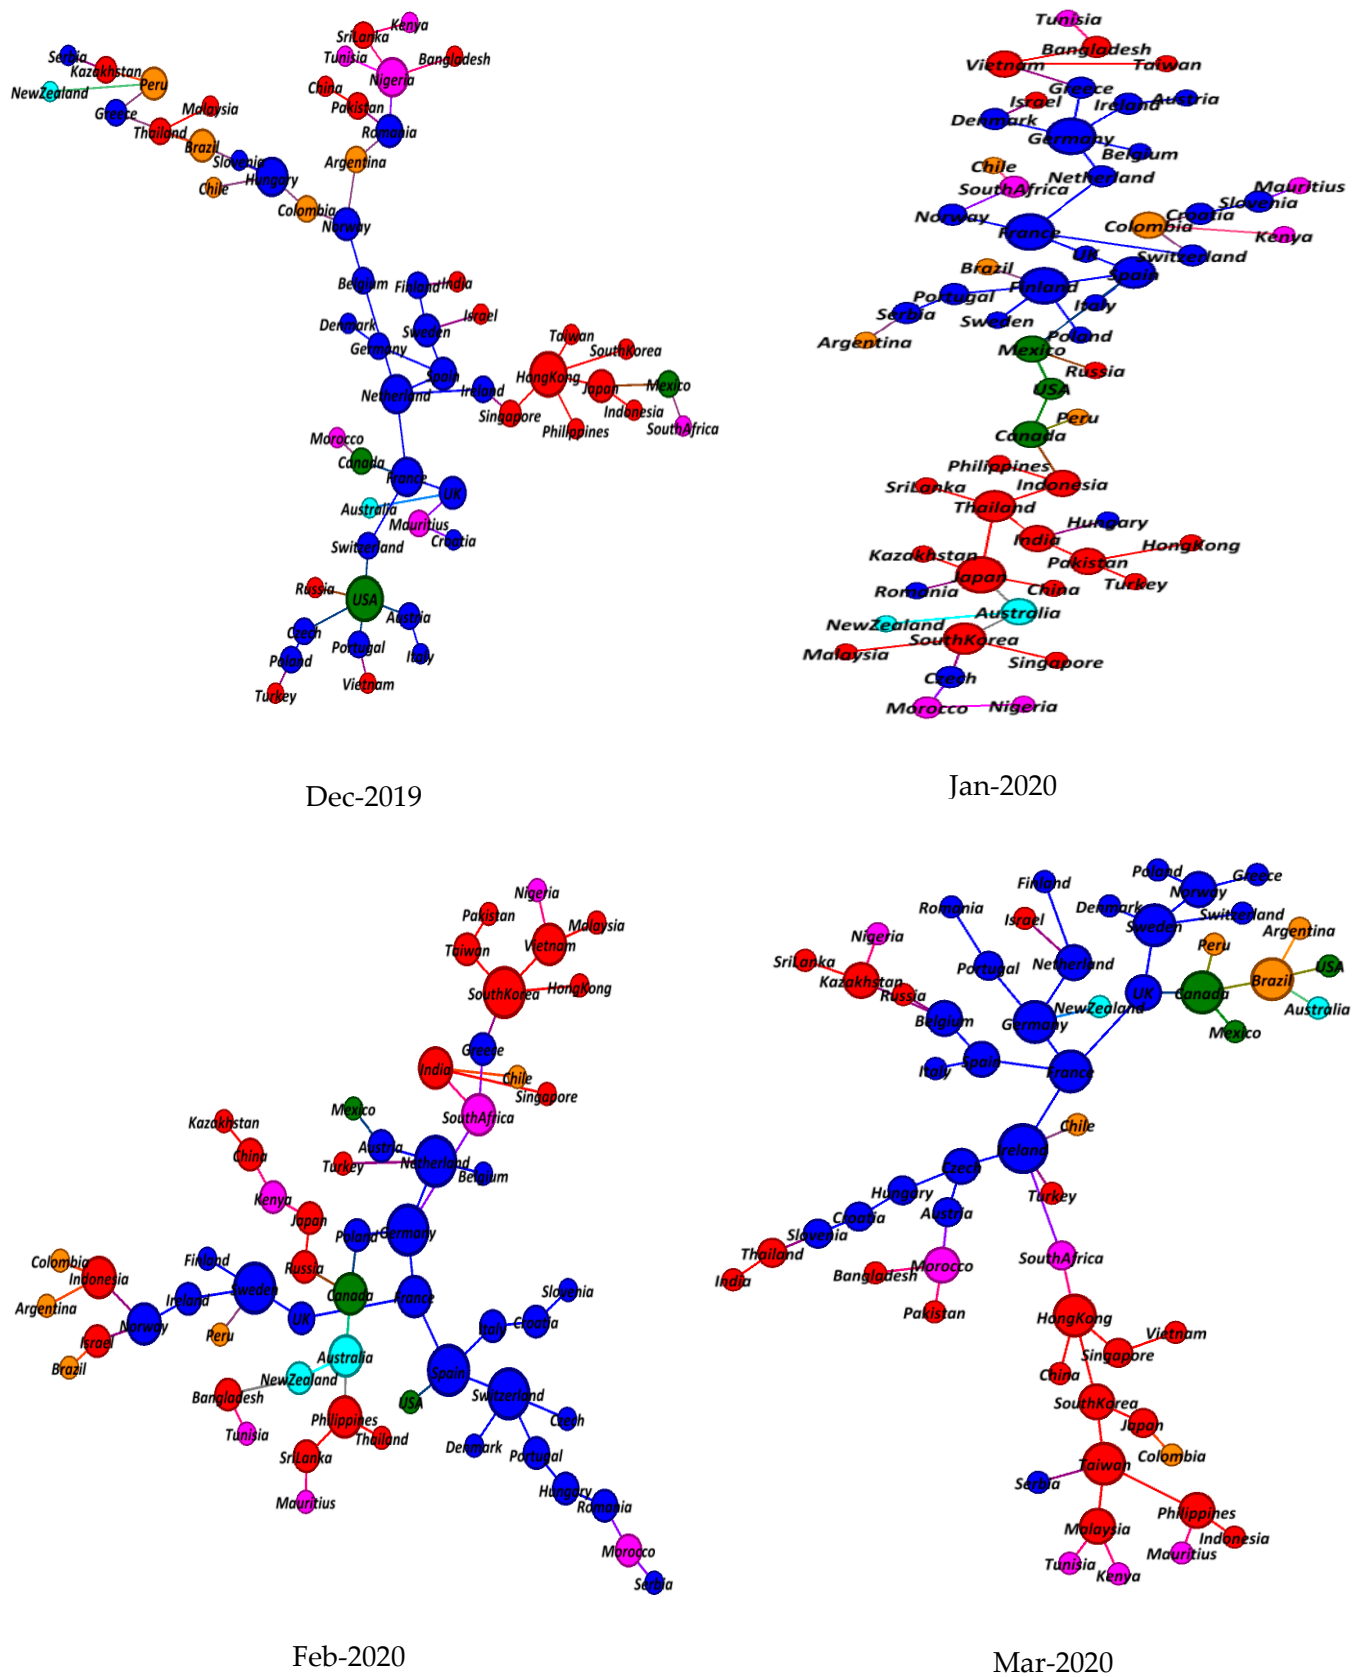 Kenya
SriLanka
Tunisia
Bangladesh
Nigeria
China
Pakistan
Romania
Argentina
Serbia
Kazakhstan
Peru
NewZealand
Greece
Malaysia
Thailand
Brazil
Slovenia
Hungary
Chile
Colombia
Norway
Belgium
Finland
India
Denmark
Sweden
Israel
Germany
Spain
Netherland
Ireland
Singapore
Taiwan
SouthKorea
HongKong
Japan
Mexico
Indonesia
Philippines
SouthAfrica
Morocco
Canada
France
UK
Australia
Mauritius
Croatia
Switzerland
Russia
USA
Austria
Czech
Portugal
Italy
Poland
Turkey
Vietnam
Dec-2019
Tunisia
Bangladesh
Vietnam
Taiwan
Greece
Israel
Ireland
Austria
Denmark
Germany
Belgium
Chile
Netherland
SouthAfrica
Norway
France
Mauritius
Slovenia
Croatia
Colombia
Kenya
UK
Switzerland
Brazil
Spain
Finland
Portugal
Italy
Serbia
Sweden
Poland
Argentina
Mexico
Russia
USA
Peru
Canada
Philippines
Indonesia
SriLanka
Thailand
Hungary
India
HongKong
Kazakhstan
Pakistan
Japan
Turkey
Romania
China
Australia
NewZealand
SouthKorea
Malaysia
Singapore
Czech
Morocco
Nigeria
Jan-2020
Nigeria
Pakistan
Malaysia
Taiwan
Vietnam
SouthKorea
HongKong
Greece
India
Chile
Singapore
Mexico
SouthAfrica
Kazakhstan
Austria
China
Turkey
Netherland
Belgium
Kenya
Japan
Poland
Germany
Colombia
Finland
Russia
Indonesia
Sweden
Canada
France
Argentina
Ireland
UK
Norway
Peru
Israel
Brazil
Slovenia
Italy
Croatia
Australia
NewZealand
Spain
Bangladesh
USA
Switzerland
Tunisia
Philippines
Thailand
Czech
Denmark
Portugal
SriLanka
Hungary
Mauritius
Romania
Morocco
Serbia
Feb-2020
Poland
Greece
Finland
Norway
Romania
Denmark
Switzerland
Israel
Sweden
Argentina
Nigeria
Peru
SriLanka
Portugal
Netherland
USA
Kazakhstan
Russia
UK
Canada
Brazil
Belgium
Germany
NewZealand
Australia
Mexico
Italy
Spain
France
Chile
Ireland
Czech
Hungary
Turkey
Austria
Croatia
Slovenia
Thailand
India
SouthAfrica
Bangladesh
Morocco
Pakistan
HongKong
Vietnam
Singapore
China
SouthKorea
Japan
Colombia
Taiwan
Serbia
Philippines
Malaysia
Indonesia
Tunisia
Mauritius
Kenya
Mar-2020